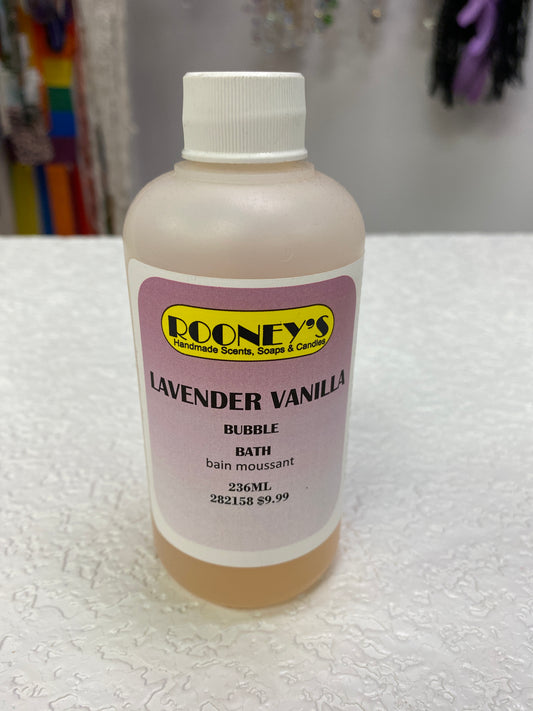 ROONEY'S
Handmade Scents, Soaps & Candles
LAVENDER VANILLA
BUBBLE
BATH
bain moussant
236ML
282158 $9.99